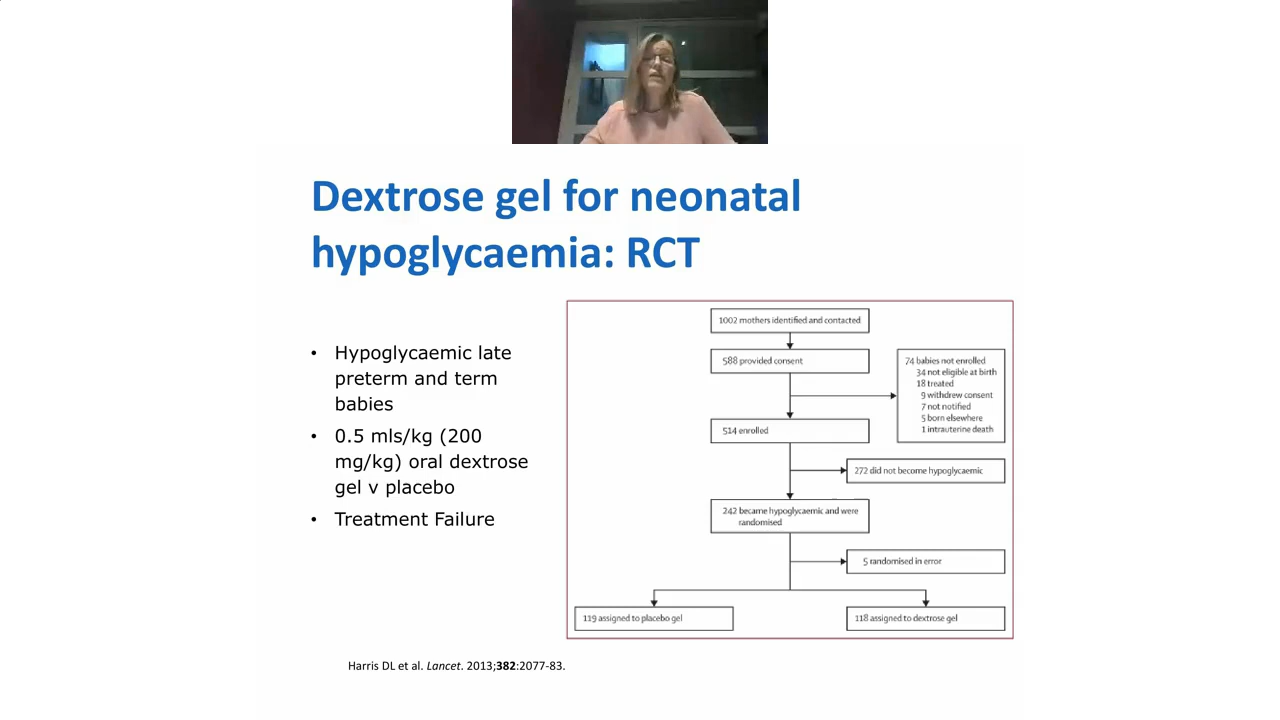 Dextrose gel for neonatal
hypoglycaemia: RCT
• Hypoglycaemic late
preterm and term
babies
• 0.5 mls/kg (200
mg/kg) oral dextrose
gel v placebo
• Treatment Failure
1002 mothers identified and contacted
588 provided consent
74 babies not enrolled
34 not eligible at birth
18 treated
9 withdrew consent
7 not notified
5 born elsewhere
1 intrauterine death
514 enrolled
272 did not become hypoglycaemic
242 became hypoglycaemic and were
randomised
5 randomised in error
119 assigned to placebo gel
118 assigned to dextrose gel
Harris DL et al. Lancet. 2013;382:2077-83.